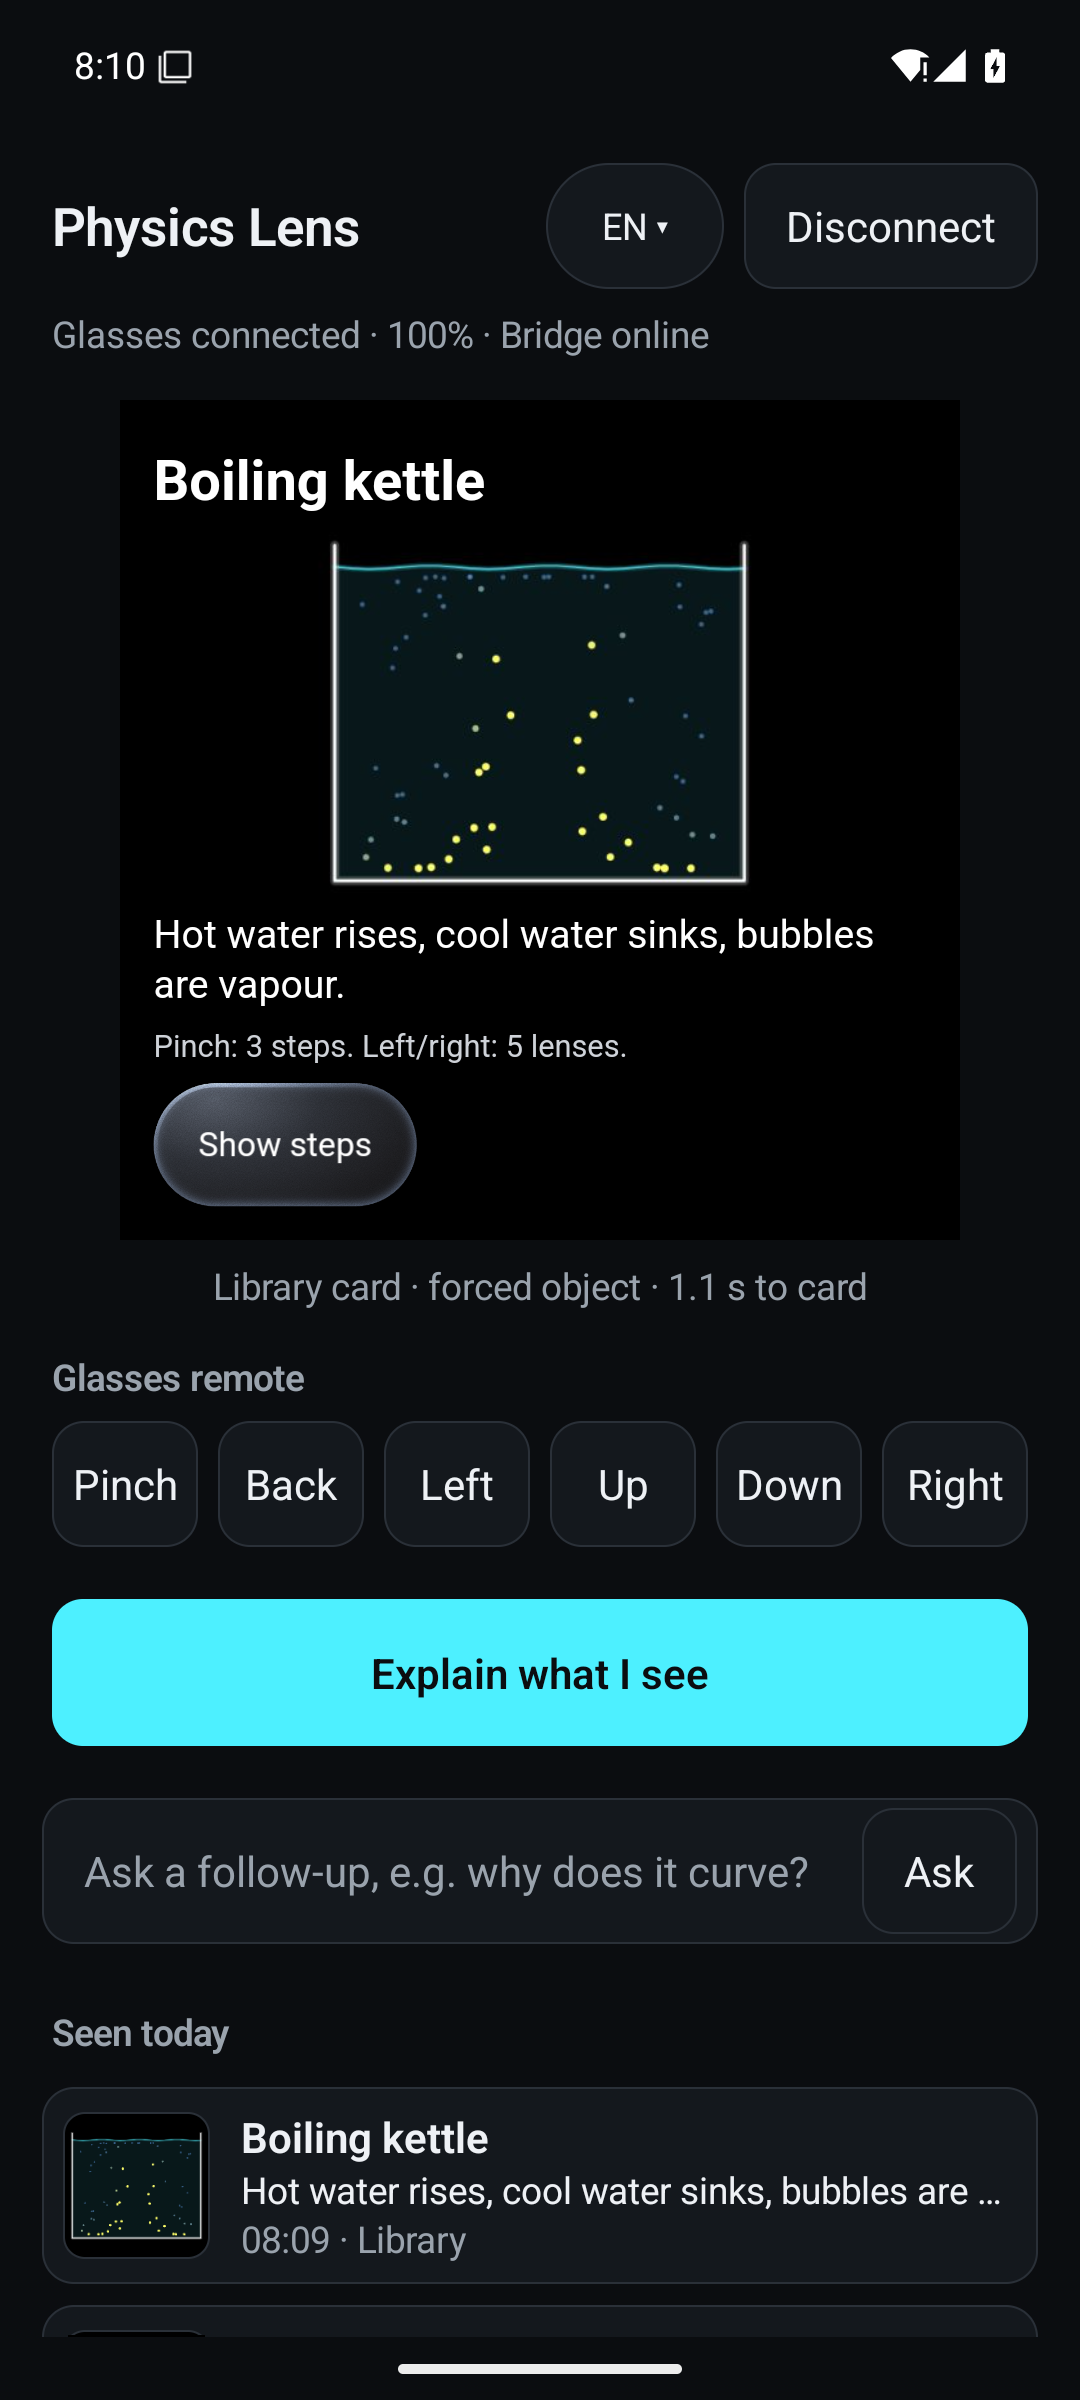 8:10
Physics Lens
EN ▾
Disconnect
Glasses connected · 100% · Bridge online
Boiling kettle
Hot water rises, cool water sinks, bubbles
are vapour.
Pinch: 3 steps. Left/right: 5 lenses.
Show steps
Library card · forced object · 1.1 s to card
Glasses remote
Pinch
Back
Left
Up
Down
Right
Explain what I see
Ask a follow-up, e.g. why does it curve?
Ask
Seen today
Boiling kettle
Hot water rises, cool water sinks, bubbles are ...
08:09 · Library